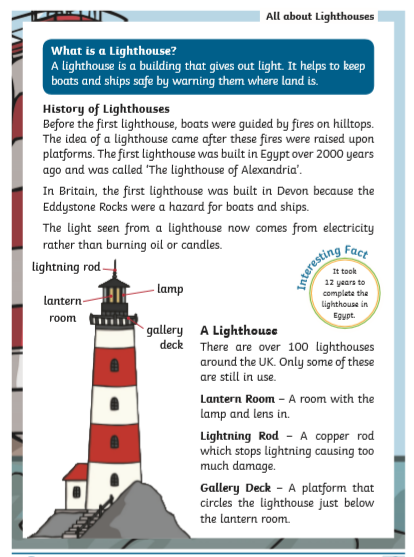 All about Lighthouses
What is a Lighthouse?
A lighthouse is a building that gives out light. It helps to keep
boats and ships safe by warning them where land is.
History of Lighthouses
Before the first lighthouse, boats were guided by fires on hilltops.
The idea of a lighthouse came after these fires were raised upon
platforms. The first lighthouse was built in Egypt over 2000 years
ago and was called ‘The lighthouse of Alexandria’.
In Britain, the first lighthouse was built in Devon because the
Eddystone Rocks were a hazard for boats and ships.
The light seen from a lighthouse now comes from electricity
rather than burning oil or candles.
Interesting Fact
It took
12 years to
complete the
lighthouse in
Egypt.
lightning rod
lamp
lantern
room
gallery
deck
A Lighthouse
There are over 100 lighthouses
around the UK. Only some of these
are still in use.
Lantern Room – A room with the
lamp and lens in.
Lightning Rod – A copper rod
which stops lightning causing too
much damage.
Gallery Deck – A platform that
circles the lighthouse just below
the lantern room.